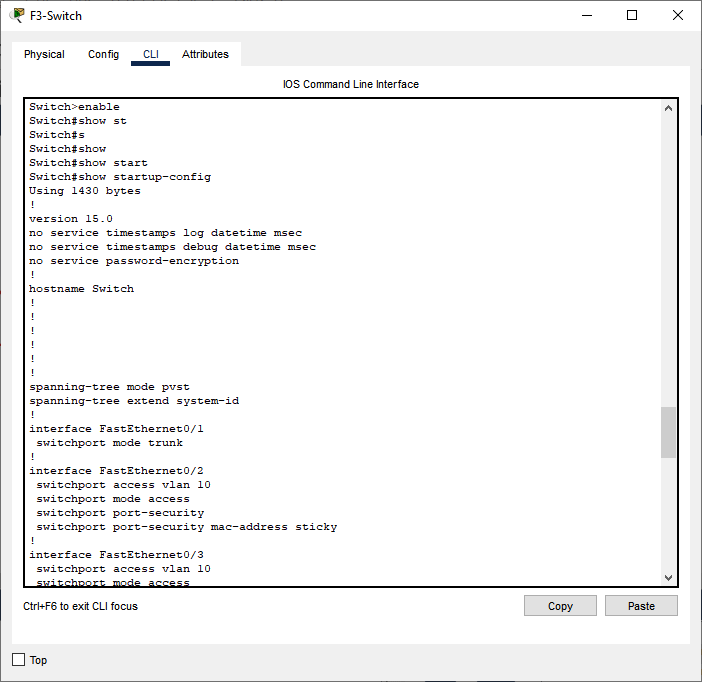 F3-Switch
Physical Config CLI Attributes
IOS Command Line Interface
Switch>enable
Switch#show st
Switch#s
Switch#show
Switch#show start
Switch#show startup-config
Using 1430 bytes
!
version 15.0
no service timestamps log datetime msec
no service timestamps debug datetime msec
no service password-encryption
!
hostname Switch
!
!
!
!
!
!
spanning-tree mode pvst
spanning-tree extend system-id
!
interface FastEthernet0/1
 switchport mode trunk
!
interface FastEthernet0/2
 switchport access vlan 10
 switchport mode access
 switchport port-security
 switchport port-security mac-address sticky
!
interface FastEthernet0/3
 switchport access vlan 10
 switchport mode access
Ctrl+F6 to exit CLI focus
Copy Paste
Top